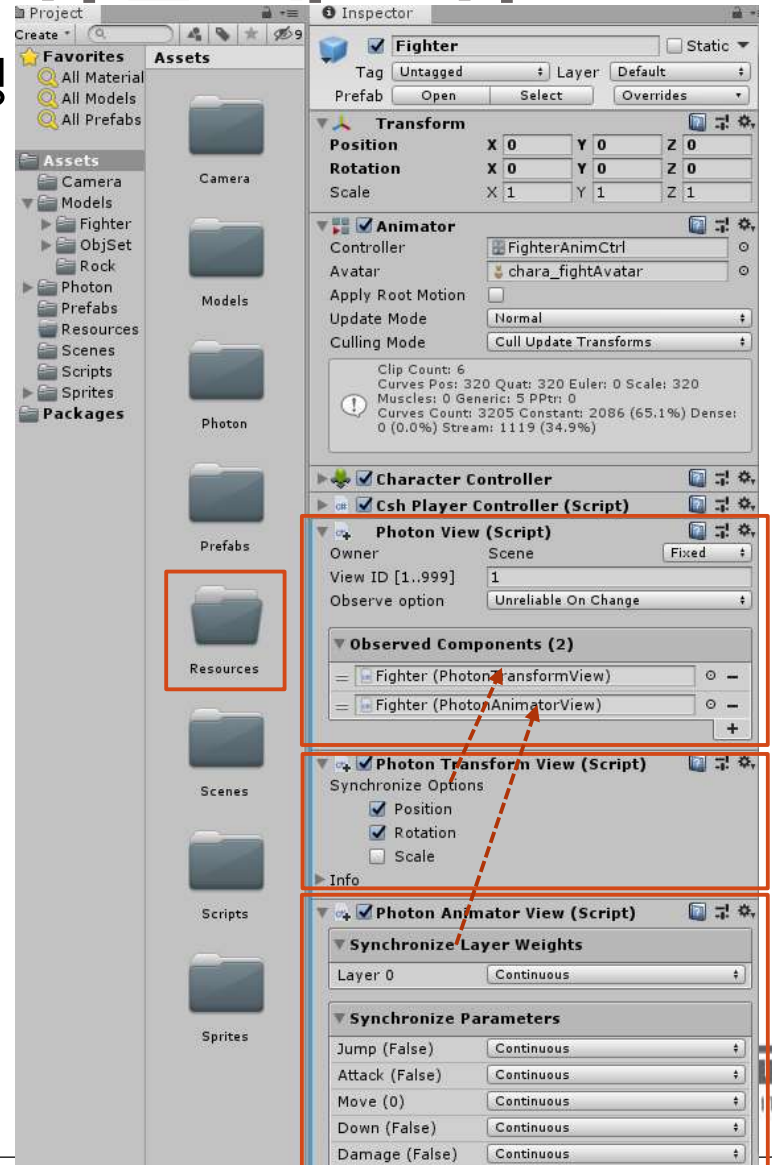 Project
Create
9
Favorites
All Material
All Models
All Prefabs
Assets
Camera
Models
Fighter
ObjSet
Rock
Photon
Prefabs
Resources
Scenes
Scripts
Sprites
Packages
Assets
Camera
Models
Photon
Prefabs
Resources
Scenes
Scripts
Sprites
Inspector
Fighter Static
Tag Untagged Layer Default
Prefab Open Select Overrides
Transform
Position X 0 Y 0 Z 0
Rotation X 0 Y 0 Z 0
Scale X 1 Y 1 Z 1
Animator
Controller FighterAnimCtrl
Avatar chara_fightAvatar
Apply Root Motion
Update Mode Normal
Culling Mode Cull Update Transforms
Clip Count: 6
Curves Pos: 320 Quat: 320 Euler: 0 Scale: 320
Muscles: 0 Generic: 5 PPtr: 0
Curves Count: 3205 Constant: 2086 (65.1%) Dense:
0 (0.0%) Stream: 1119 (34.9%)
Character Controller
Csh Player Controller (Script)
Photon View (Script)
Owner Scene Fixed
View ID [1..999] 1
Observe option Unreliable On Change
Observed Components (2)
Fighter (PhotonTransformView)
Fighter (PhotonAnimatorView)
Photon Transform View (Script)
Synchronize Options
Position
Rotation
Scale
Info
Photon Animator View (Script)
Synchronize Layer Weights
Layer 0 Continuous
Synchronize Parameters
Jump (False) Continuous
Attack (False) Continuous
Move (0) Continuous
Down (False) Continuous
Damage (False) Continuous